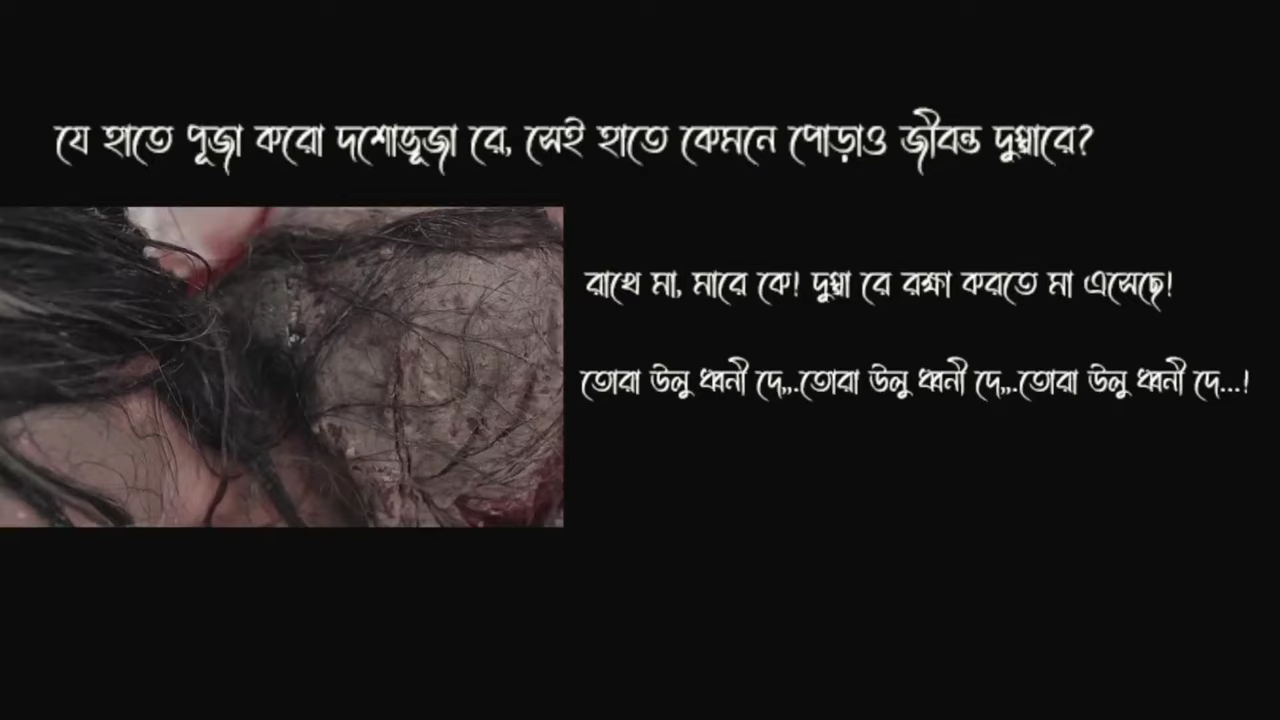 যে হাতে পূজা করো দশোভূজা রে, সেই হাতে কেমনে পোড়াও জীবন্ত দুগ্গারে?
রাখে মা, মারে কে! দুগ্গা রে রক্ষা করতে মা এসেছে!
তোরা উলু ধ্বনী দে,,.তোরা উলু ধ্বনী দে,,.তোরা উলু ধ্বনী দে...!